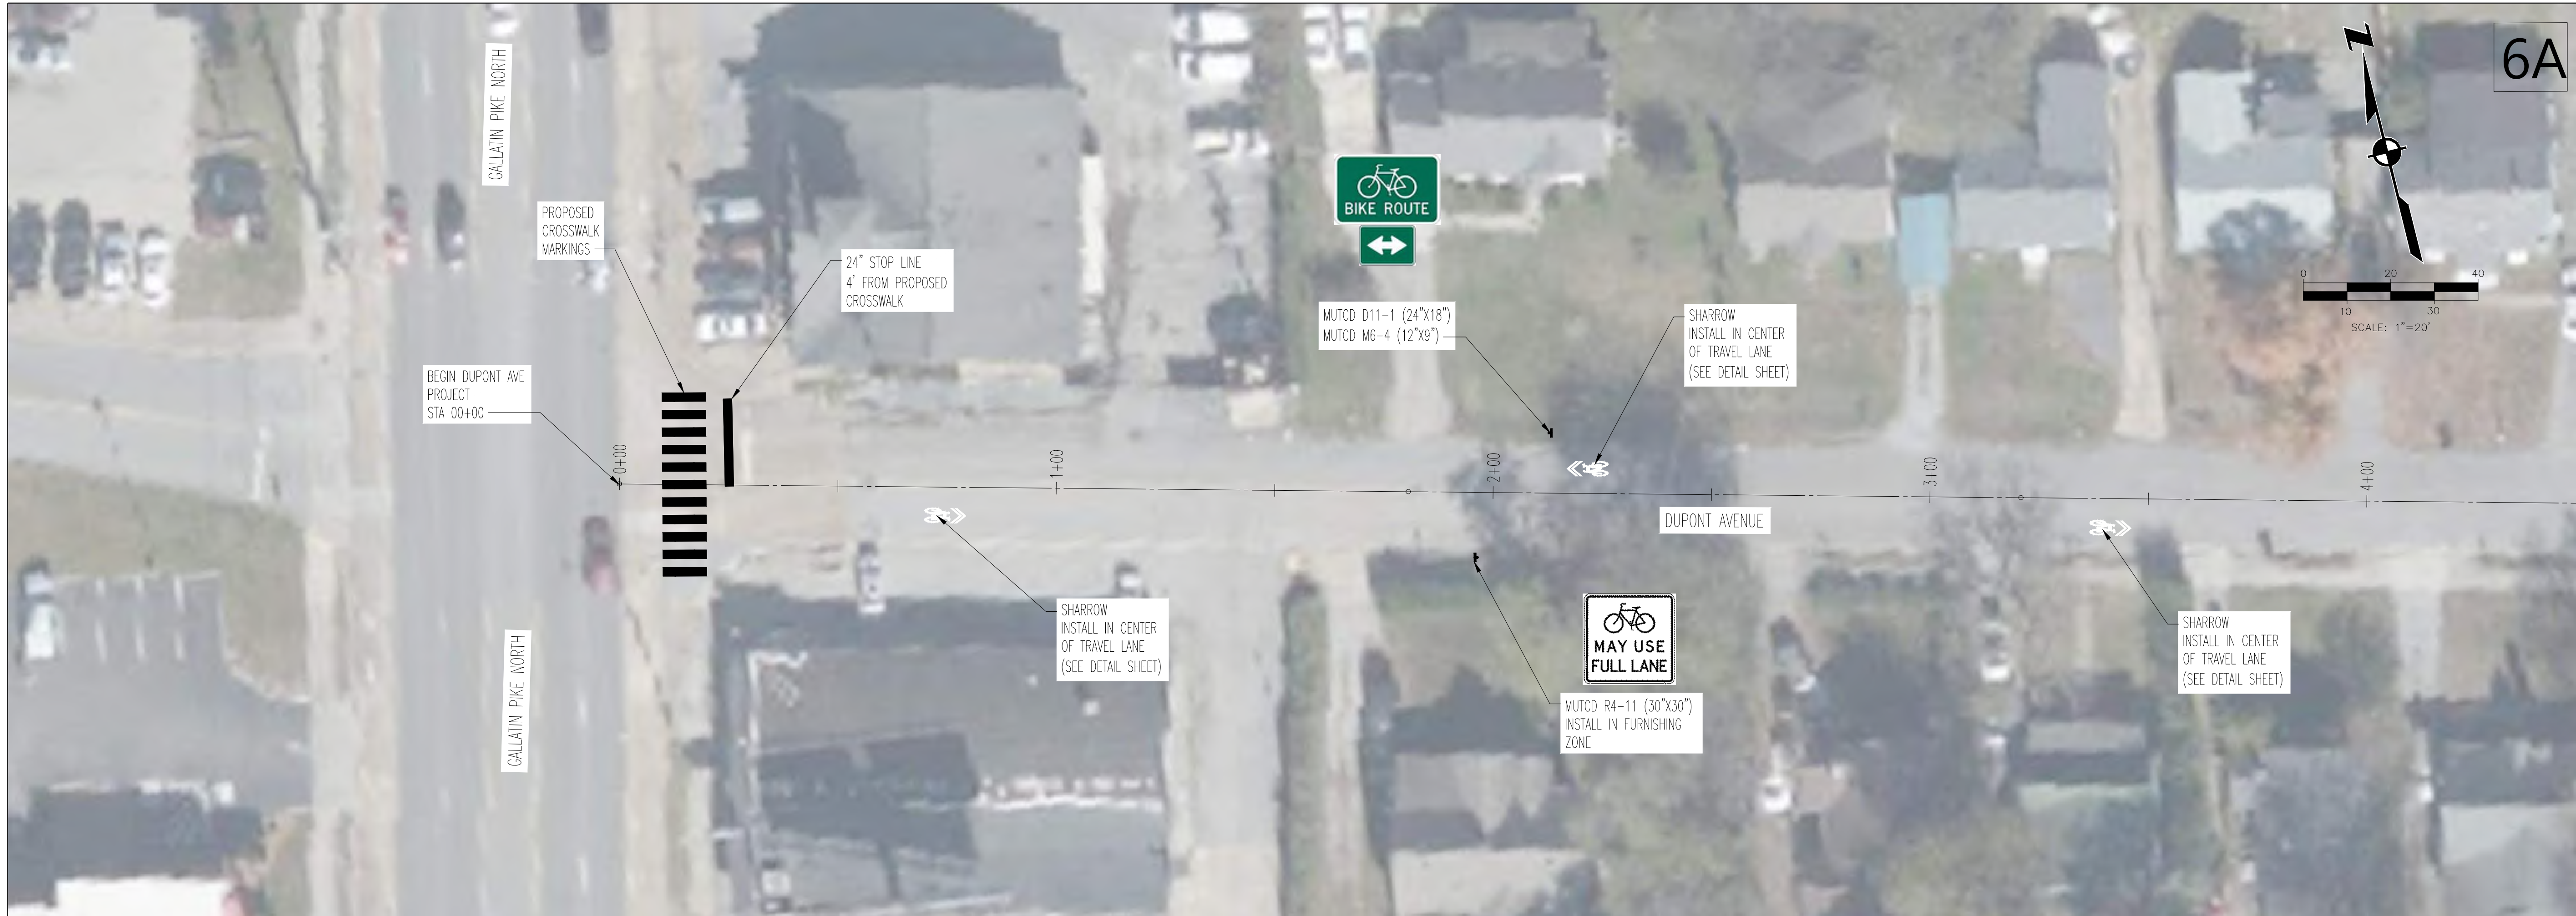 6A
GALLATIN PIKE NORTH
PROPOSED
CROSSWALK
MARKINGS
24" STOP LINE
4' FROM PROPOSED
CROSSWALK
BIKE ROUTE
MUTCD D11-1 (24"X18")
MUTCD M6-4 (12"X9")
SHARROW
INSTALL IN CENTER
OF TRAVEL LANE
(SEE DETAIL SHEET)
0 20 40
10 30
SCALE: 1"=20'
BEGIN DUPONT AVE
PROJECT
STA 00+00
0+00
1+00
2+00
3+00
4+00
DUPONT AVENUE
SHARROW
INSTALL IN CENTER
OF TRAVEL LANE
(SEE DETAIL SHEET)
MAY USE
FULL LANE
MUTCD R4-11 (30"X30")
INSTALL IN FURNISHING
ZONE
SHARROW
INSTALL IN CENTER
OF TRAVEL LANE
(SEE DETAIL SHEET)
GALLATIN PIKE NORTH